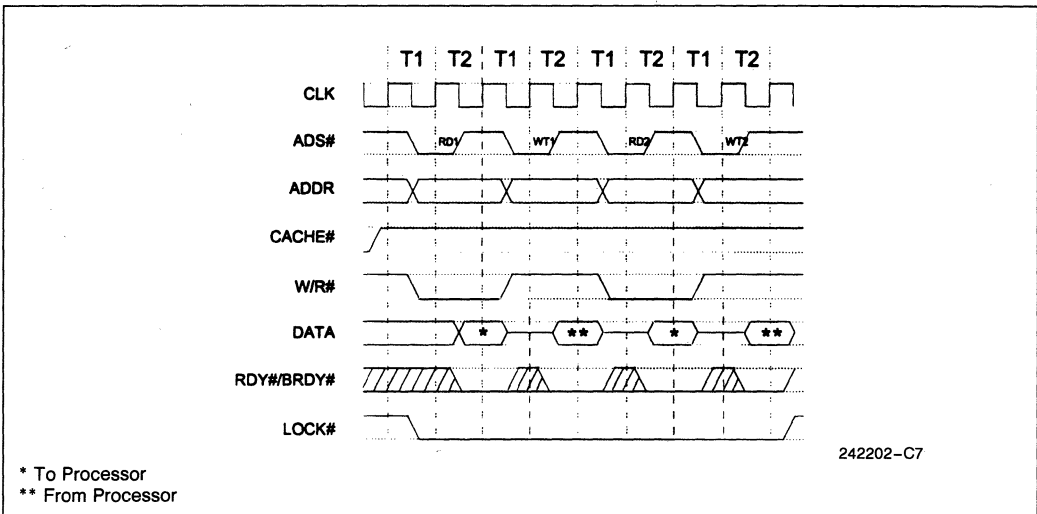 T1 T2 T1 T2 T1 T2 T1 T2
CLK
ADS# RD1 WT1 RD2 WT2
ADDR
CACHE#
W/R#
DATA * ** * **
RDY#/BRDY#
LOCK#
242202-C7
* To Processor
** From Processor